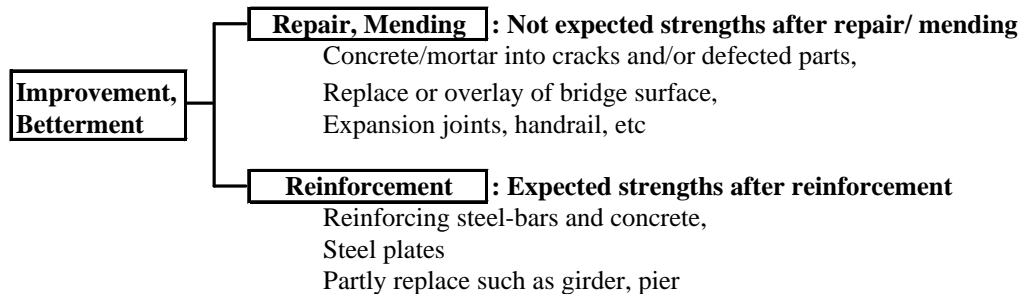 Repair, Mending : Not expected strengths after repair/ mending
Concrete/mortar into cracks and/or defected parts,
Improvement,
Betterment
Replace or overlay of bridge surface,
Expansion joints, handrail, etc
Reinforcement : Expected strengths after reinforcement
Reinforcing steel-bars and concrete,
Steel plates
Partly replace such as girder, pier